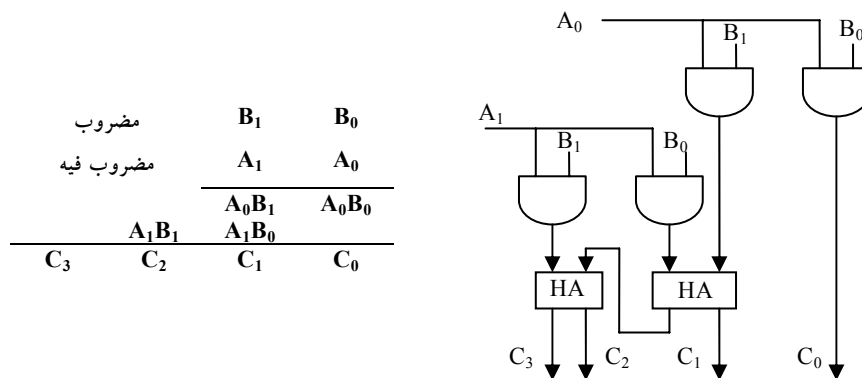 مضروب B₁ B₀
مضروب فيه A₁ A₀
A₀B₁ A₀B₀
A₁B₁ A₁B₀
C₃ C₂ C₁ C₀
A₀
B₁ B₀
A₁
B₁ B₀
HA HA
C₃ C₂ C₁ C₀